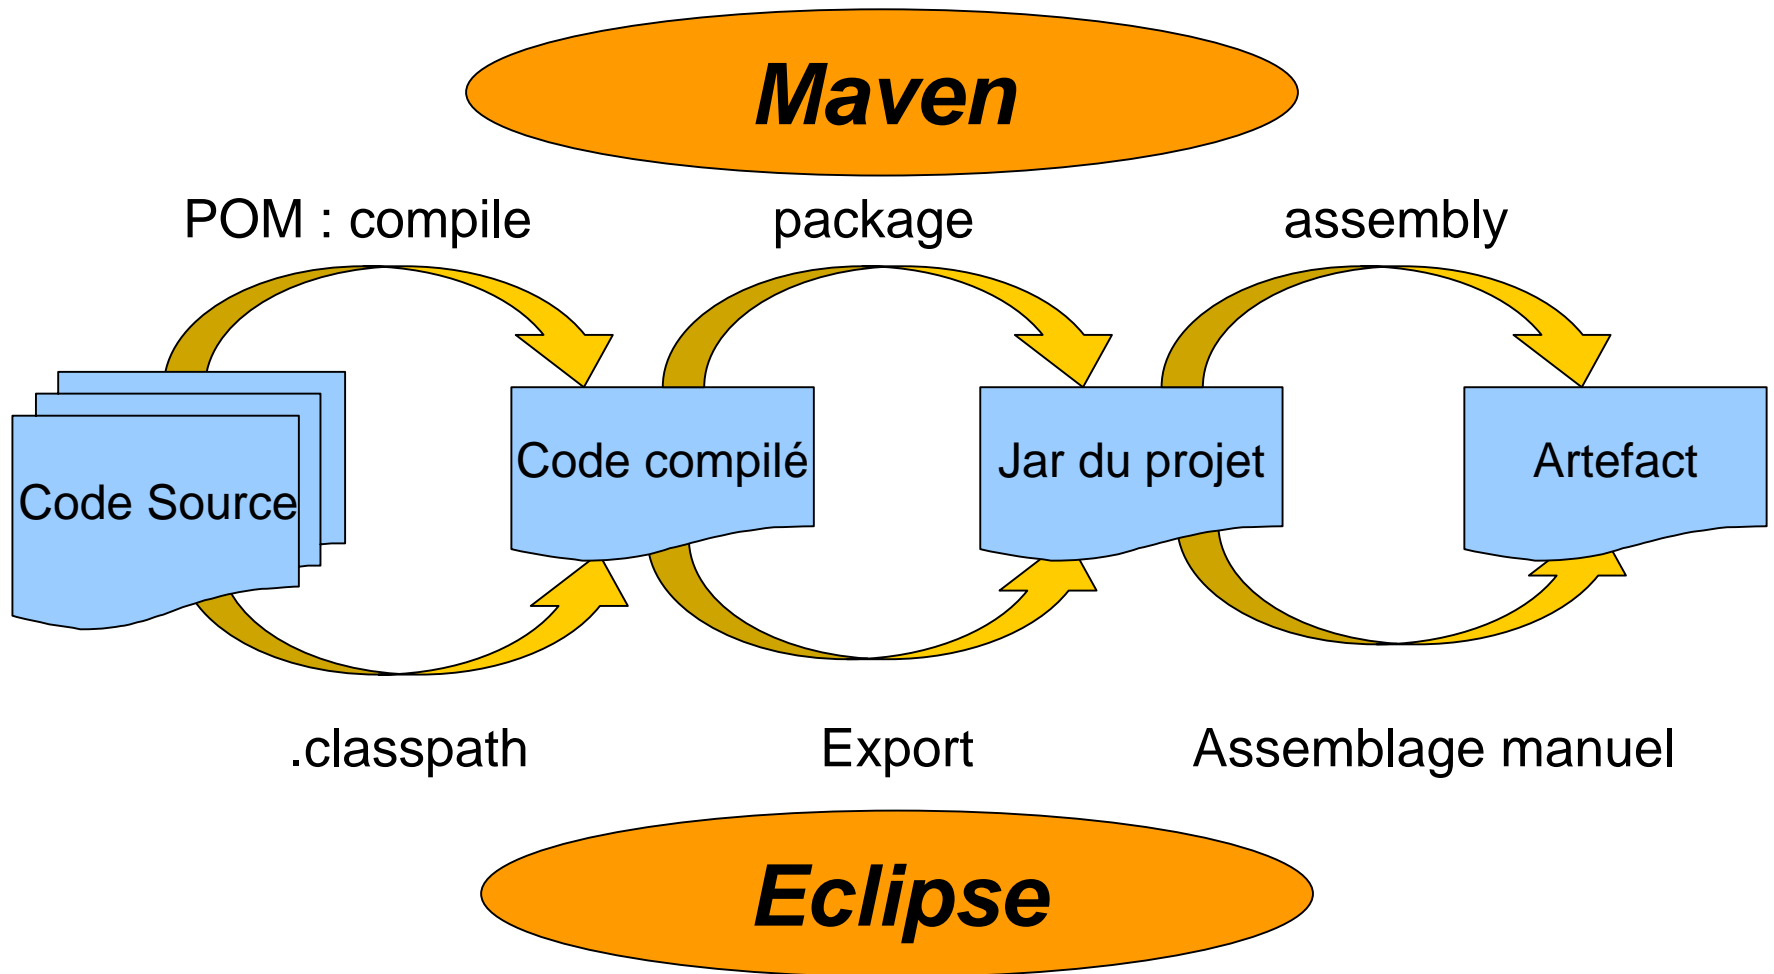 Maven
POM : compile
package
assembly
Code Source
Code compilé
Jar du projet
Artefact
.classpath
Export
Assemblage manuel
Eclipse